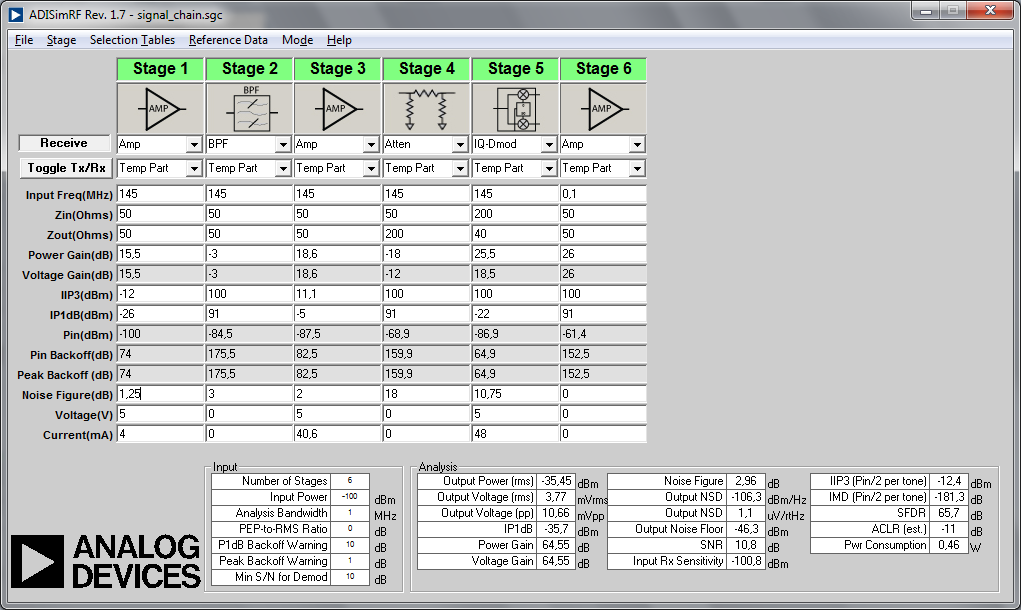 ADISimRF Rev. 1.7 - signal_chain.sgc
File Stage Selection Tables Reference Data Mode Help
Stage 1 Stage 2 Stage 3 Stage 4 Stage 5 Stage 6
AMP BPF AMP AMP
Receive Amp BPF Amp Atten IQ-Dmod Amp
Toggle Tx/Rx Temp Part Temp Part Temp Part Temp Part Temp Part Temp Part
Input Freq(MHz) 145 145 145 145 145 0,1
Zin(Ohms) 50 50 50 50 200 50
Zout(Ohms) 50 50 50 200 40 50
Power Gain(dB) 15,5 -3 18,6 -18 25,5 26
Voltage Gain(dB) 15,5 -3 18,6 -12 18,5 26
IIP3(dBm) -12 100 11,1 100 100 100
IP1dB(dBm) -26 91 -5 91 -22 91
Pin(dBm) -100 -84,5 -87,5 -68,9 -86,9 -61,4
Pin Backoff(dB) 74 175,5 82,5 159,9 64,9 152,5
Peak Backoff (dB) 74 175,5 82,5 159,9 64,9 152,5
Noise Figure(dB) 1,25 3 2 18 10,75 0
Voltage(V) 5 0 5 0 5 0
Current(mA) 4 0 40,6 0 48 0
Input
Number of Stages 6
Input Power -100 dBm
Analysis Bandwidth 1 MHz
PEP-to-RMS Ratio 0 dB
P1dB Backoff Warning 10 dB
Peak Backoff Warning 1 dB
Min S/N for Demod 10 dB
Analysis
Output Power (rms) -35,45 dBm
Output Voltage (rms) 3,77 mVrms
Output Voltage (pp) 10,66 mVpp
IP1dB -35,7 dBm
Power Gain 64,55 dB
Voltage Gain 64,55 dB
Noise Figure 2,96 dB
Output NSD -106,3 dBm/Hz
Output NSD 1,1 uV/rtHz
Output Noise Floor -46,3 dBm
SNR 10,8 dB
Input Rx Sensitivity -100,8 dBm
IIP3 (Pin/2 per tone) -12,4 dBm
IMD (Pin/2 per tone) -181,3 dB
SFDR 65,7 dB
ACLR (est.) -11 dB
Pwr Consumption 0,46 W
ANALOG
DEVICES